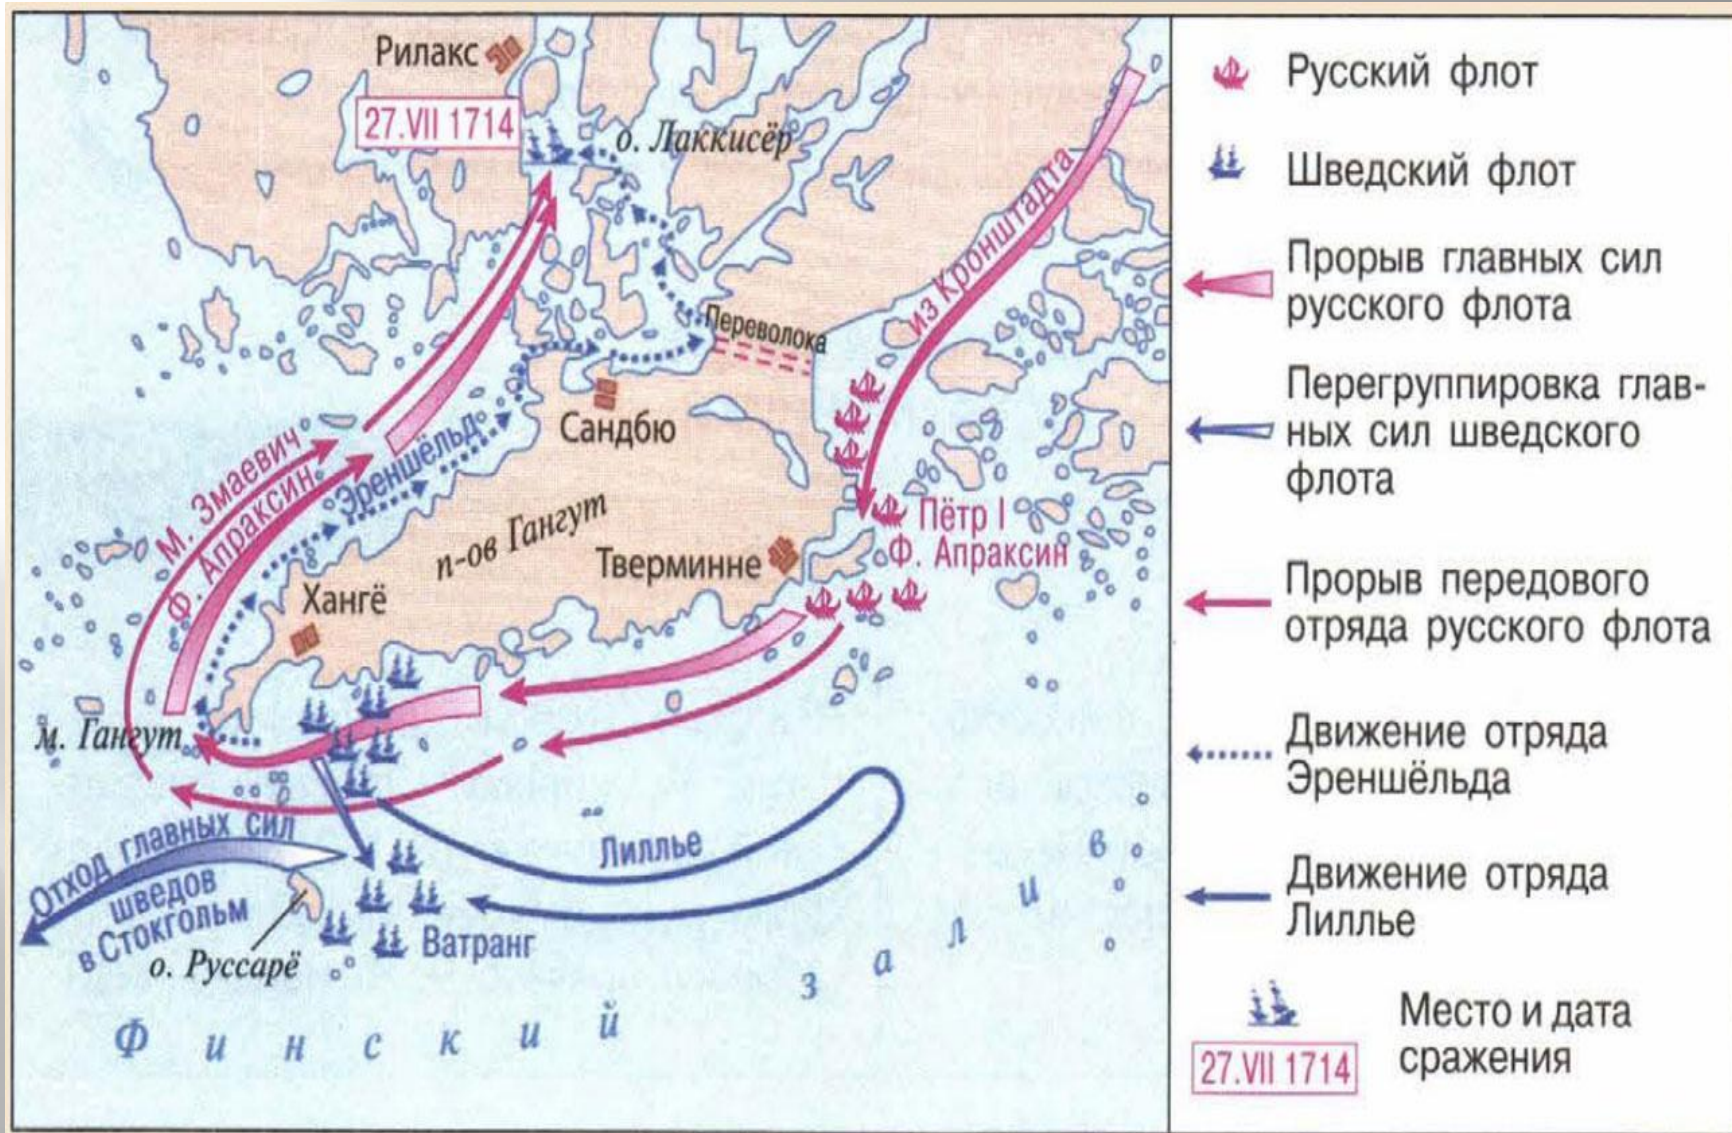 Рилакс
27.VII 1714
о. Лаккисёр
из Кронштадта
Переволока
Сандбю
М. Змаевич
Ф. Апраксин
Эреншёльд
п-ов Гангут
Пётр I
Ф. Апраксин
Тверминне
Хангё
м. Гангут
Отход главных сил
шведов
в Стокгольм
о. Руссарё
Лиллье
Ватранг
Финский залив
Русский флот
Шведский флот
Прорыв главных сил
русского флота
Перегруппировка глав-
ных сил шведского
флота
Прорыв передового
отряда русского флота
Движение отряда
Эреншёльда
Движение отряда
Лиллье
Место и дата
сражения
27.VII 1714